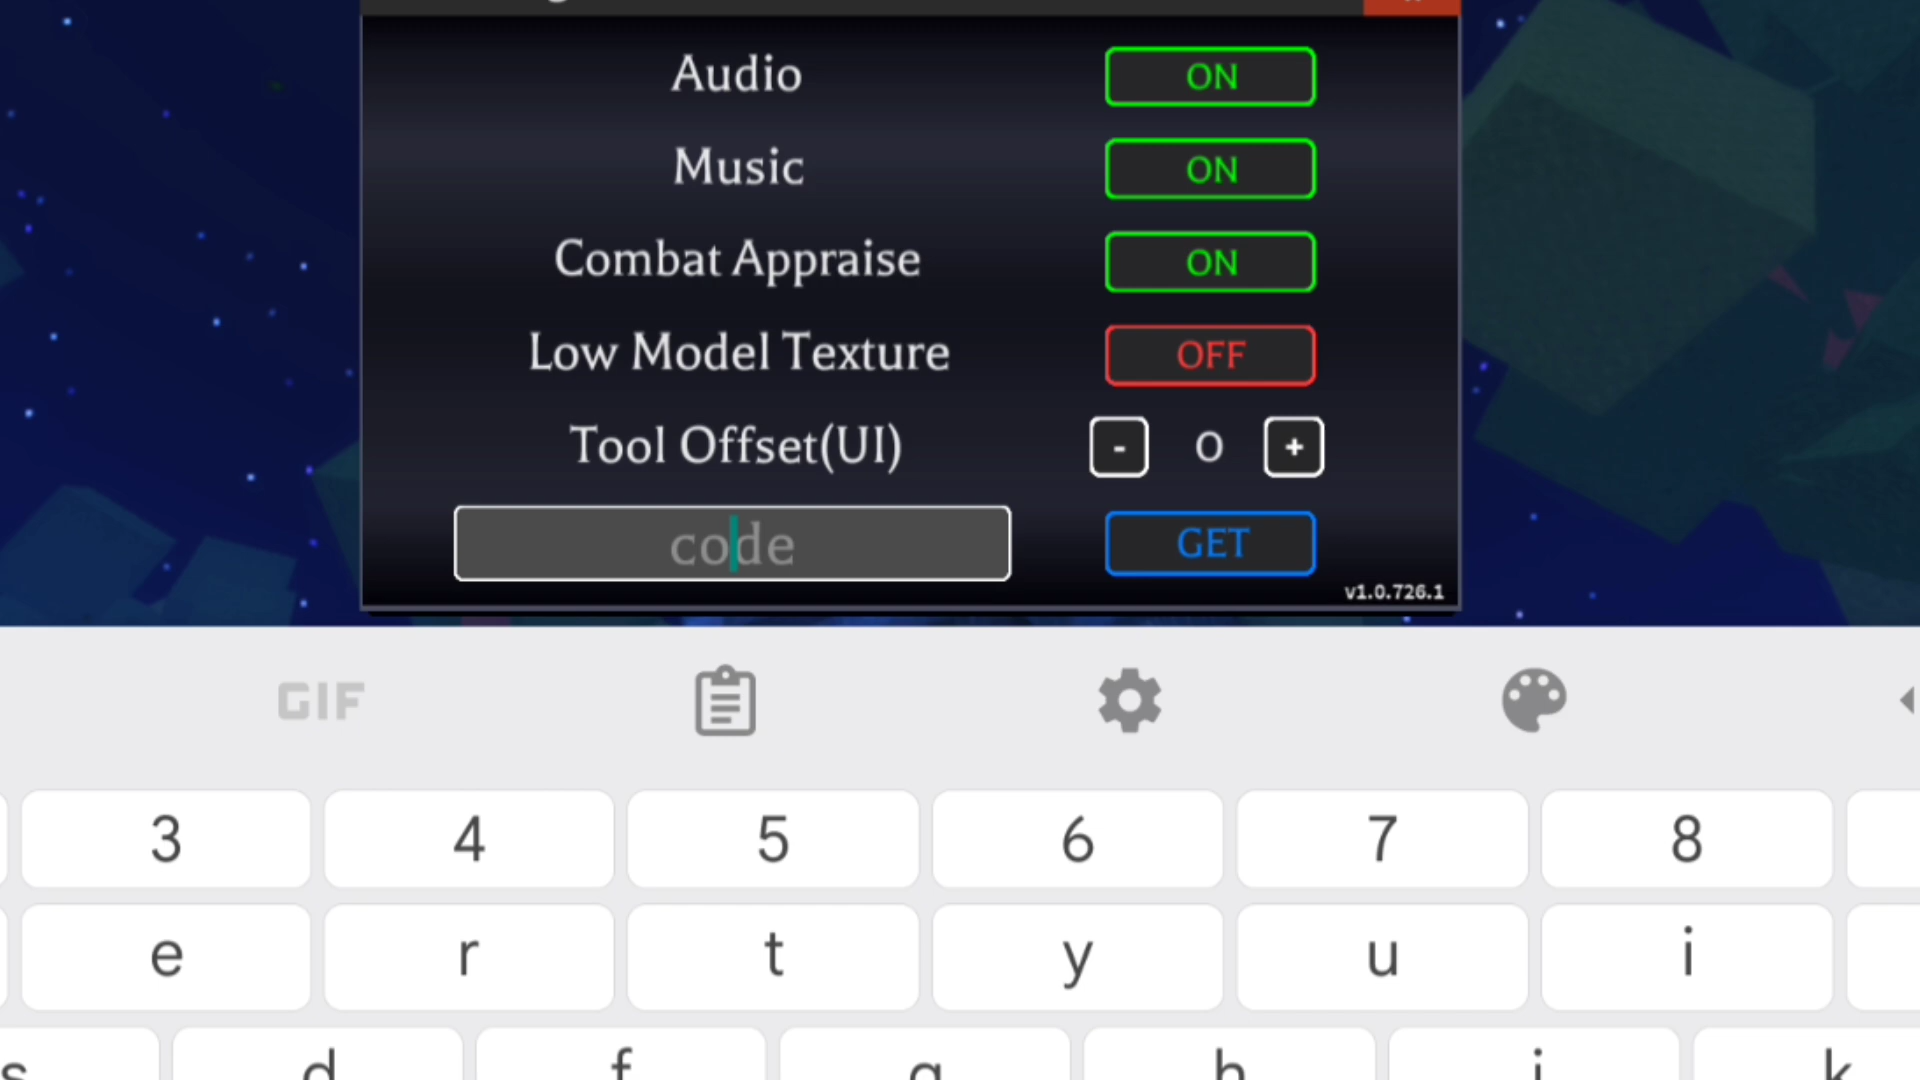 Audio ON
Music ON
Combat Appraise ON
Low Model Texture OFF
Tool Offset(UI) - 0 +
code GET
v1.0.726.1
GIF
3 4 5 6 7 8
e r t y u i
s d f g h j k